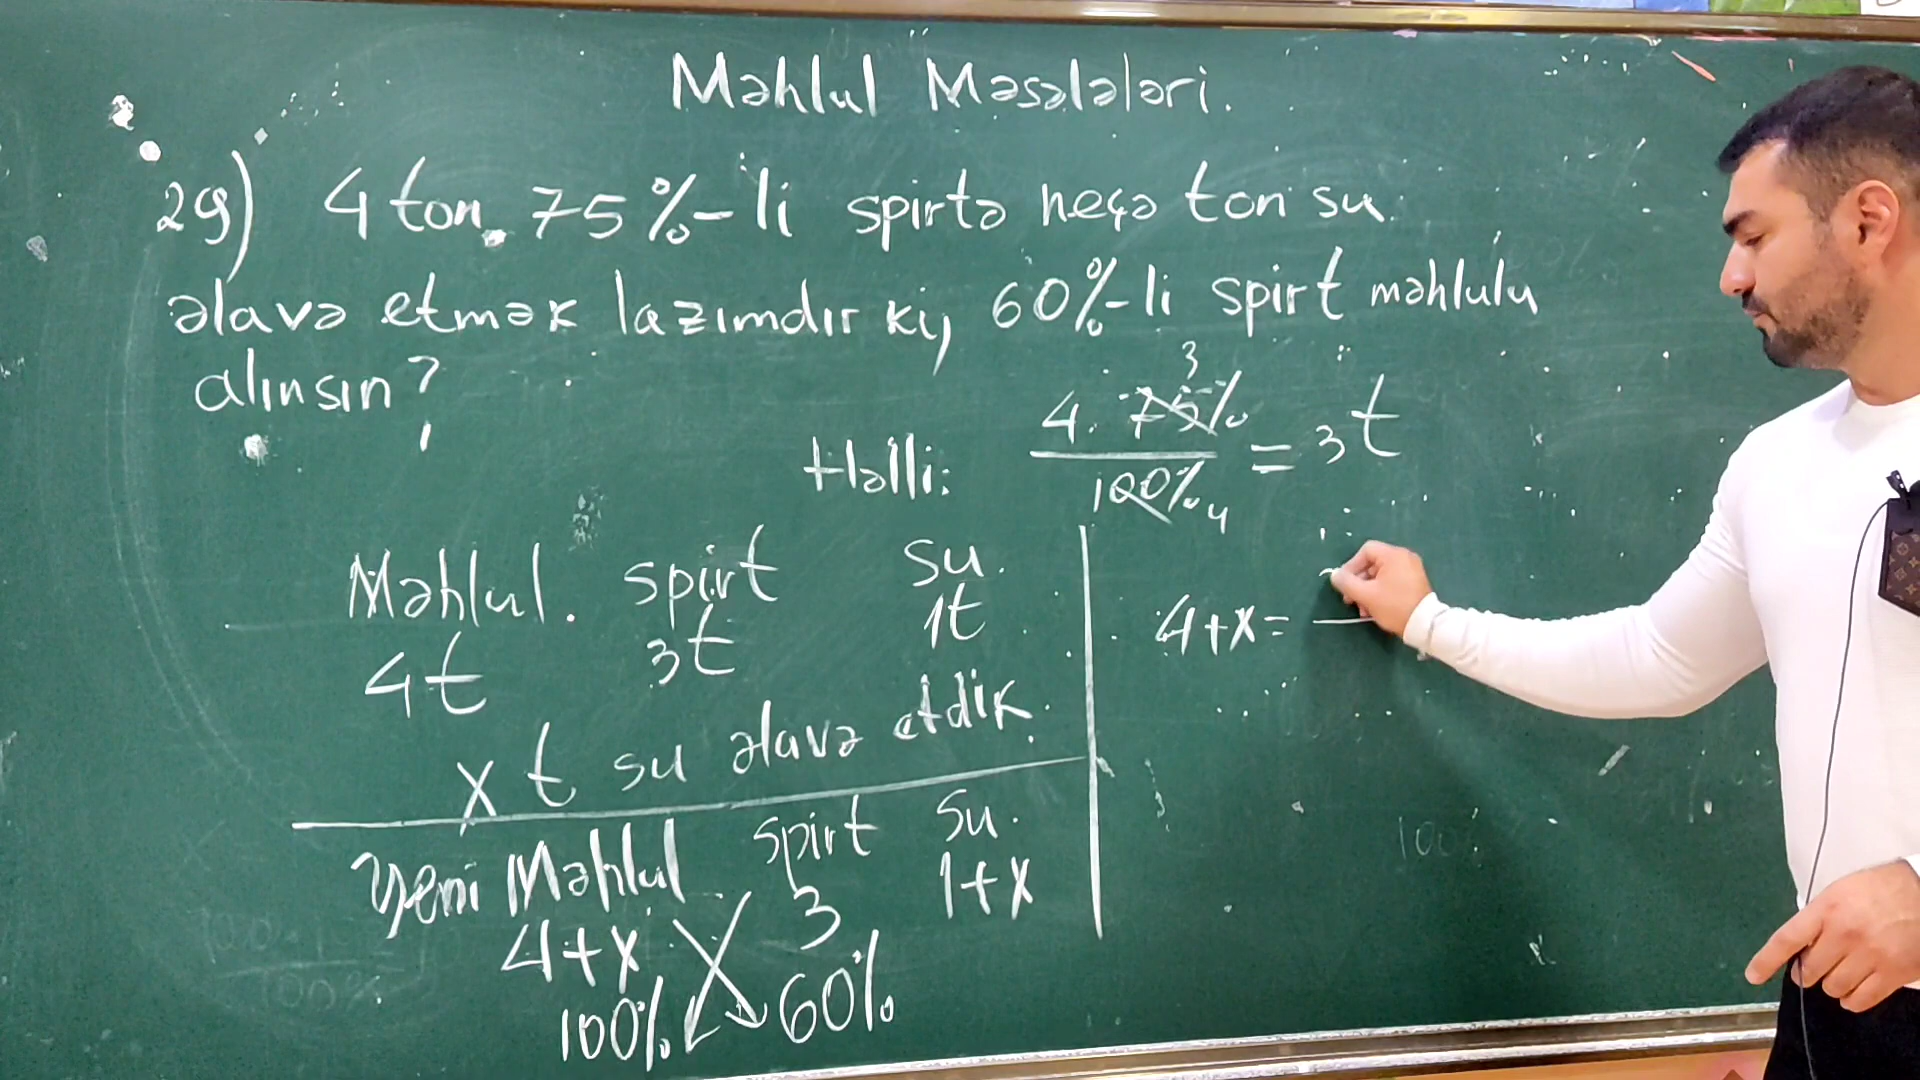 Məhlul Məsələləri.
29) 4 ton 75%-li spirtə neçə ton su
əlavə etmək lazımdır ki, 60%-li spirt məhlulu
alınsın?
Həlli:
4. 75% 3
100% 4
= 3t
Məhlul. spirt su.
4t 3t 1t
x t su əlavə etdik.
yeni Məhlul spirt su.
4+x 3 1+x
100% 60%
4+x=